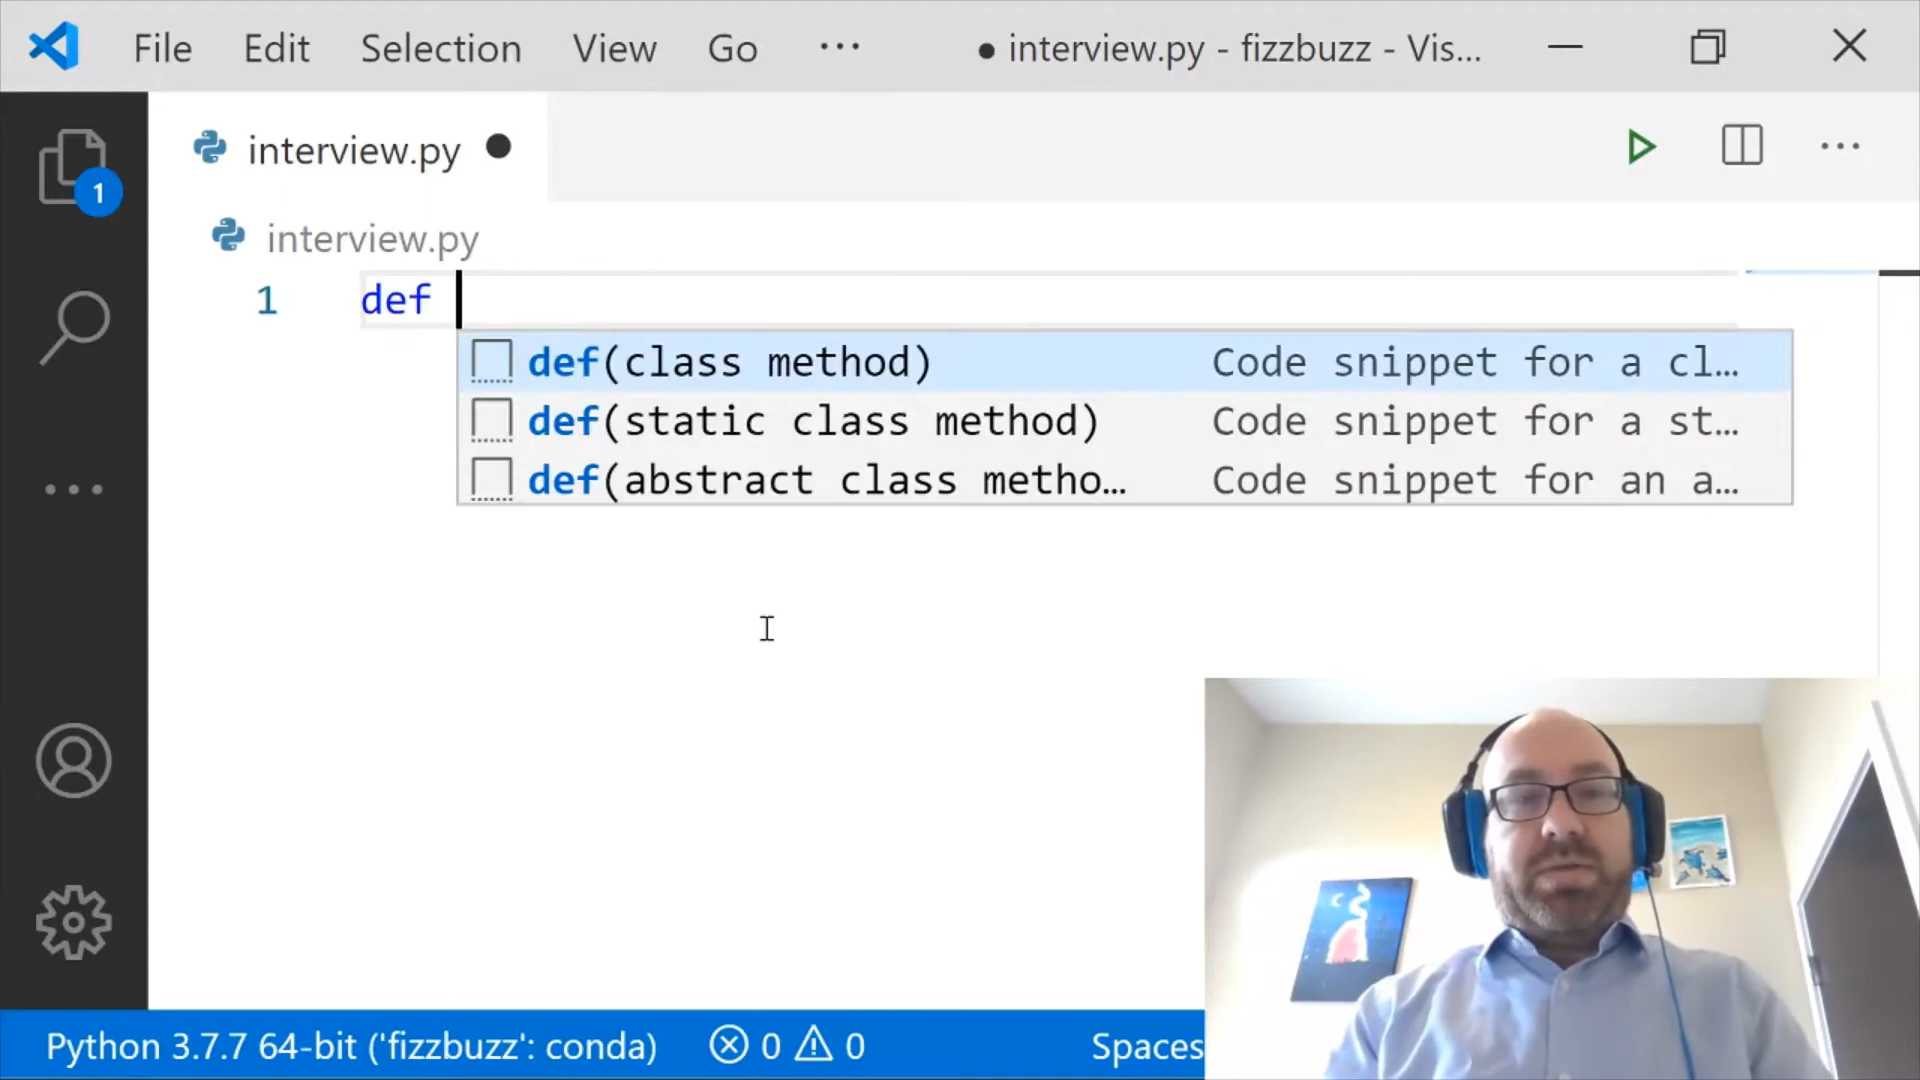 File Edit Selection View Go ··· ● interview.py - fizzbuzz - Vis...
interview.py ●
1
interview.py
1 def
def(class method) Code snippet for a cl...
def(static class method) Code snippet for a st...
def(abstract class metho... Code snippet for an a...
Python 3.7.7 64-bit ('fizzbuzz': conda) 0 0 Spaces